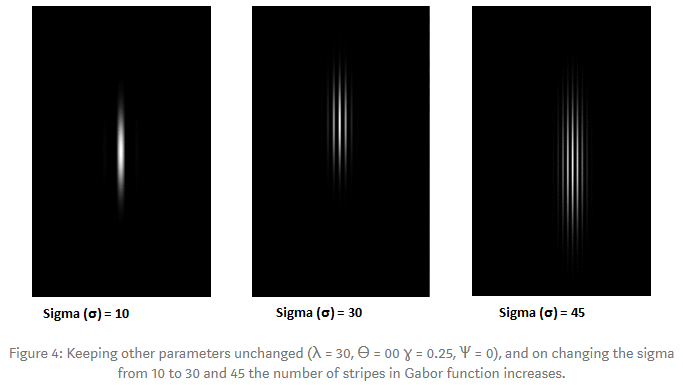 Sigma (σ) = 10
Sigma (σ) = 30
Sigma (σ) = 45
Figure 4: Keeping other parameters unchanged (λ = 30, Θ = 00 ɣ = 0.25, Ψ = 0), and on changing the sigma
from 10 to 30 and 45 the number of stripes in Gabor function increases.